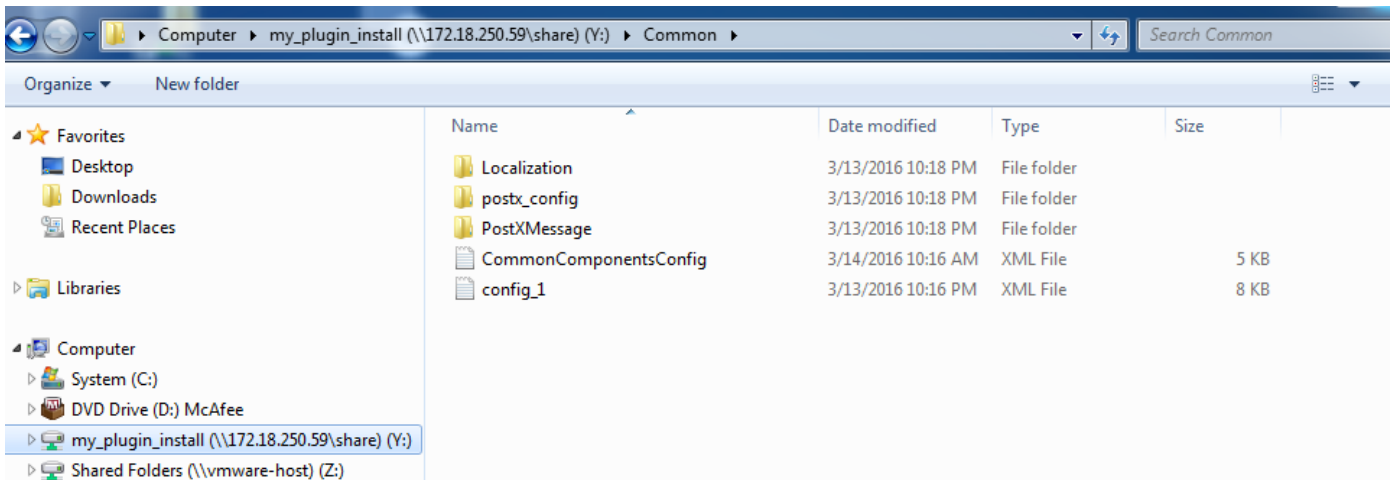 Computer my_plugin_install (\\172.18.250.59\share) (Y:) Common Search Common
Organize New folder
Favorites
Desktop
Downloads
Recent Places
Libraries
Computer
System (C:)
DVD Drive (D:) McAfee
my_plugin_install (\\172.18.250.59\share) (Y:)
Shared Folders (\\vmware-host) (Z:)
Name Date modified Type Size
Localization 3/13/2016 10:18 PM File folder
postx_config 3/13/2016 10:18 PM File folder
PostXMessage 3/13/2016 10:18 PM File folder
CommonComponentsConfig 3/14/2016 10:16 AM XML File 5 KB
config_1 3/13/2016 10:16 PM XML File 8 KB